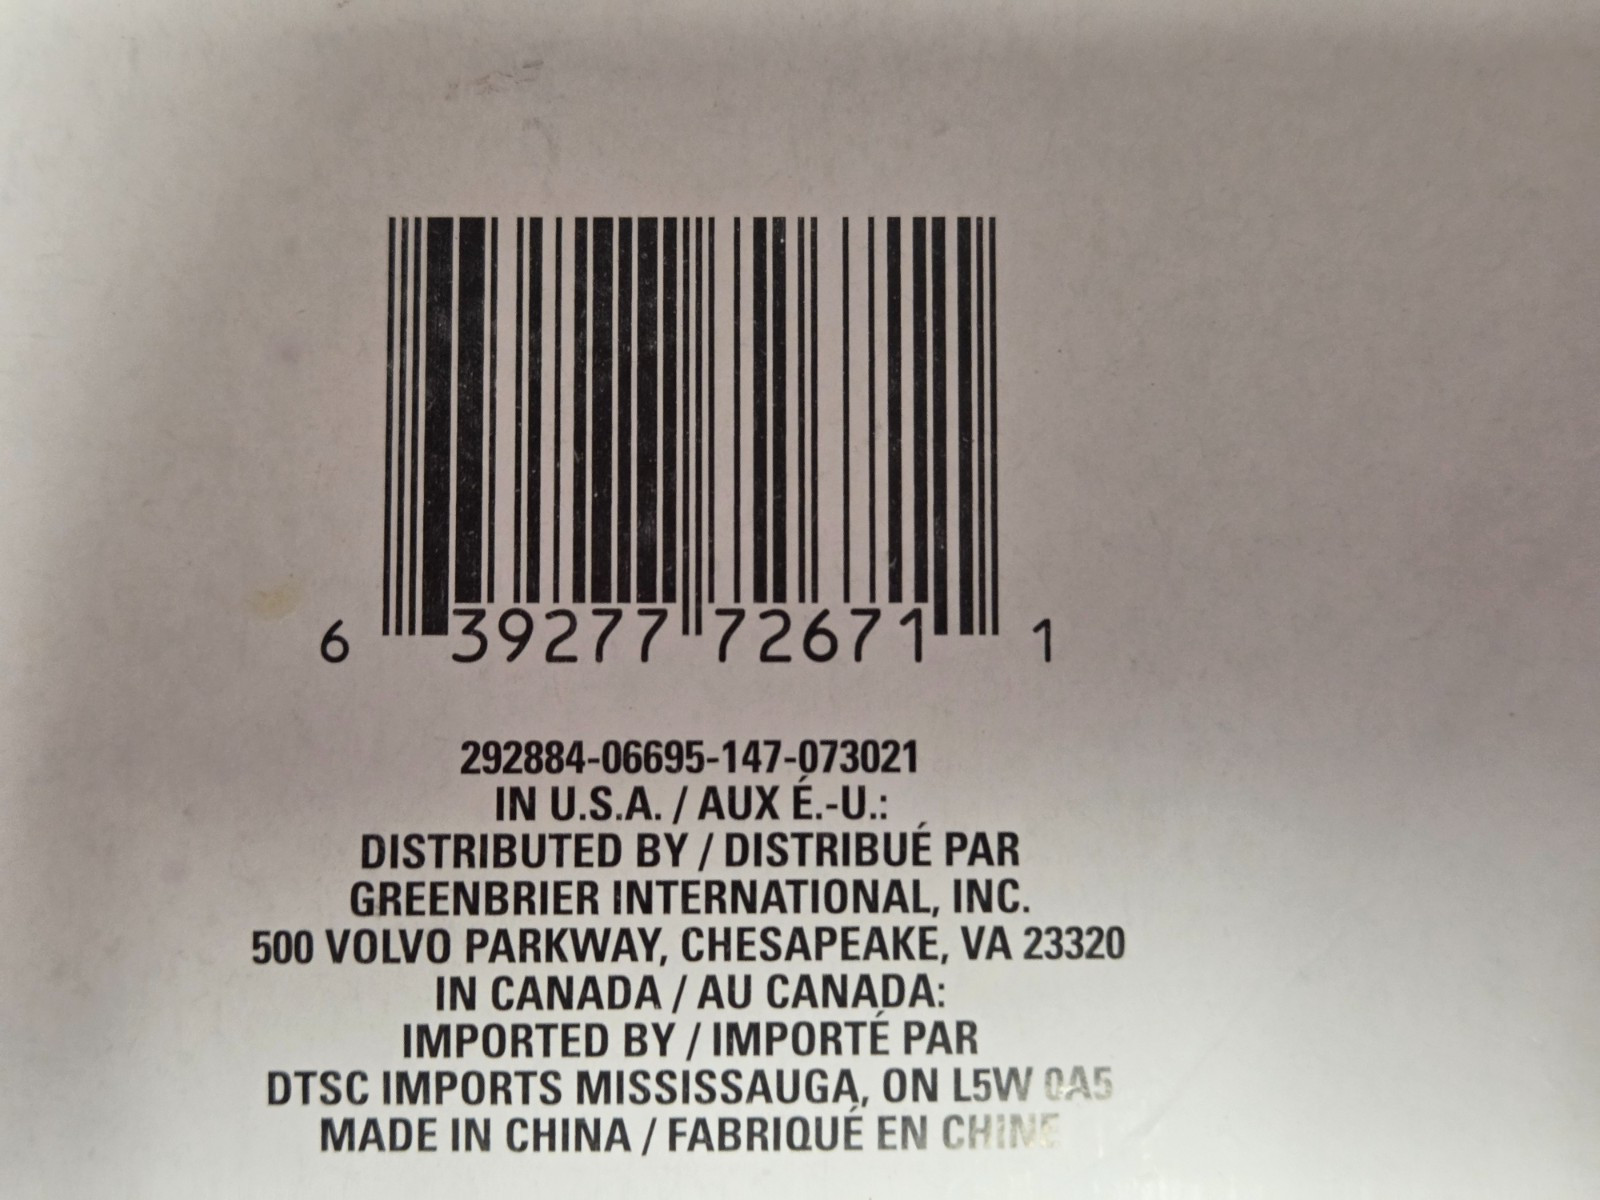 6 39277 72671 1
292884-06695-147-073021
IN U.S.A. / AUX É.-U.:
DISTRIBUTED BY / DISTRIBUÉ PAR
GREENBRIER INTERNATIONAL, INC.
500 VOLVO PARKWAY, CHESAPEAKE, VA 23320
IN CANADA / AU CANADA:
IMPORTED BY / IMPORTÉ PAR
DTSC IMPORTS MISSISSAUGA, ON L5W 0A5
MADE IN CHINA / FABRIQUÉ EN CHINE